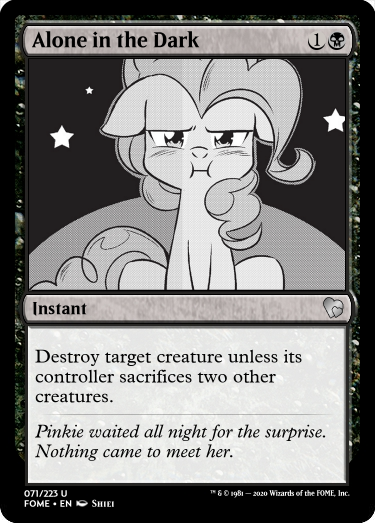 Alone in the Dark 1
Instant
Destroy target creature unless its
controller sacrifices two other
creatures.
Pinkie waited all night for the surprise.
Nothing came to meet her.
071/223 U
FOME • EN Shiei
™ & © 1981 — 2020 Wizards of the FOME, Inc.